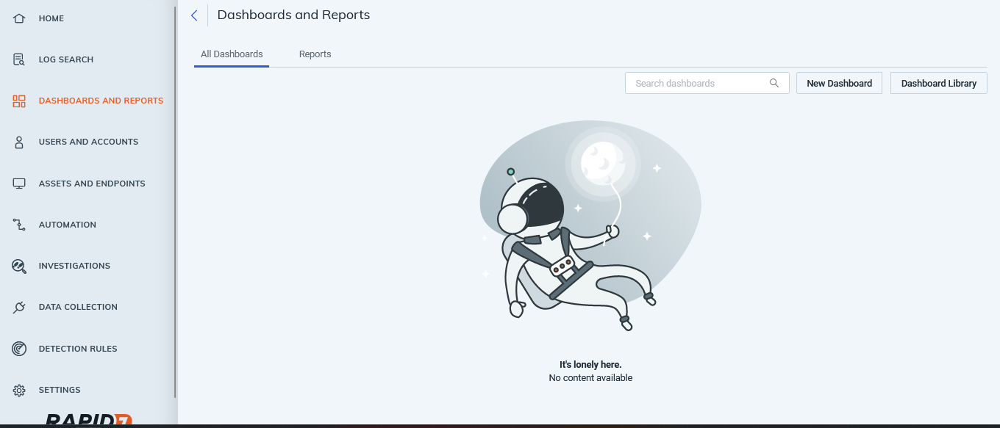 HOME
LOG SEARCH
DASHBOARDS AND REPORTS
USERS AND ACCOUNTS
ASSETS AND ENDPOINTS
AUTOMATION
INVESTIGATIONS
DATA COLLECTION
DETECTION RULES
SETTINGS
RAPID7
Dashboards and Reports
All Dashboards Reports
Search dashboards New Dashboard Dashboard Library
It's lonely here.
No content available